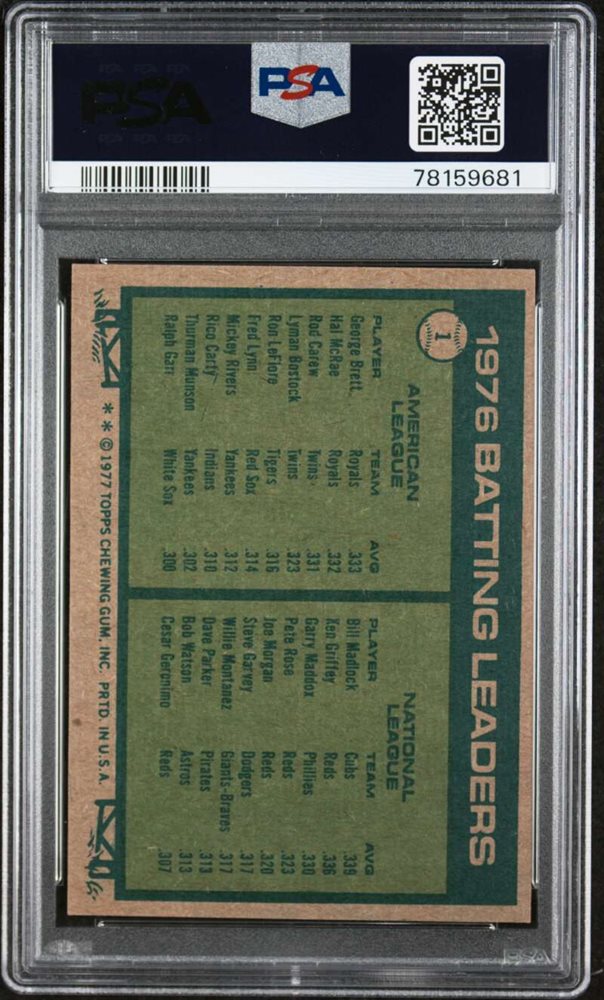 PSA
PSA
78159681
1
1976 BATTING LEADERS
AMERICAN
LEAGUE
PLAYER TEAM AVG
George Brett Royals .333
Hal McRae Royals .332
Rod Carew Twins .331
Lyman Bostock Twins .323
Ron LeFlore Tigers .316
Fred Lynn Red Sox .314
Mickey Rivers Yankees .312
Rico Carty Indians .310
Thurman Munson Yankees .302
Ralph Garr White Sox .300
NATIONAL
LEAGUE
PLAYER TEAM AVG
Bill Madlock Cubs .339
Ken Griffey Reds .336
Garry Maddox Phillies .330
Pete Rose Reds .323
Joe Morgan Reds .320
Steve Garvey Dodgers .317
Willie Montanez Giants-Braves .317
Dave Parker Pirates .313
Bob Watson Astros .313
Cesar Geronimo Reds .307
* * © 1977 TOPPS CHEWING GUM, INC. PRTD. IN U.S.A.
PSA